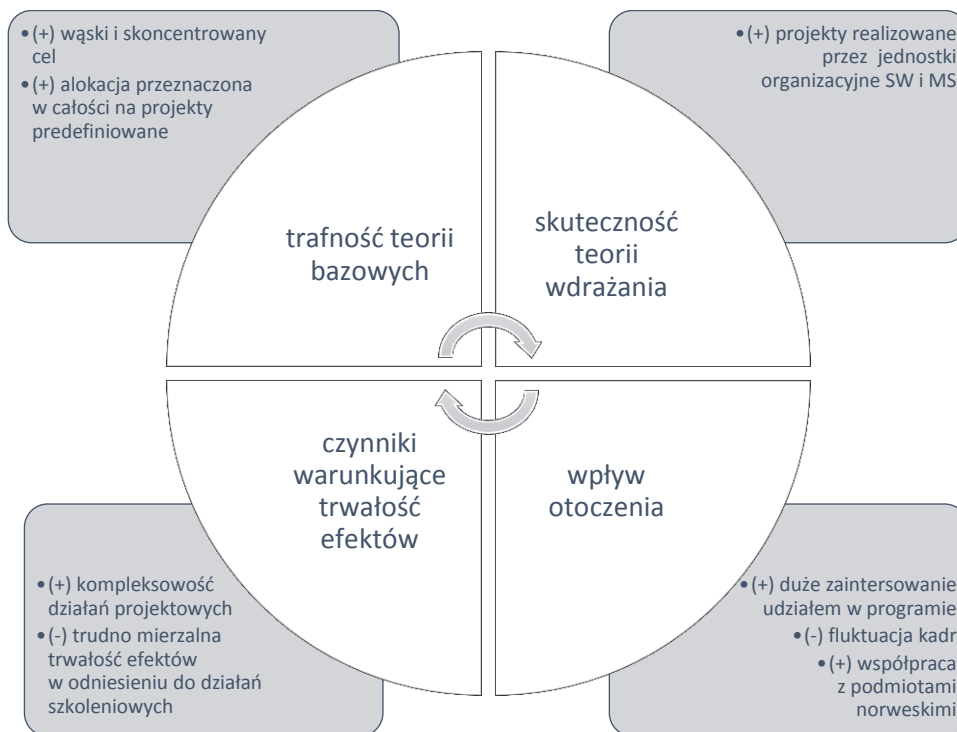 •(+) wąski i skoncentrowany
cel
•(+) alokacja przeznaczona
w całości na projekty
predefiniowane
•(+) projekty realizowane
przez jednostki
organizacyjne SW i MS
trafność teorii
bazowych
skuteczność
teorii
wdrażania
czynniki
warunkujące
trwałość
efektów
wpływ
otoczenia
•(+) kompleksowość
działań projektowych
•(-) trudno mierzalna
trwałość efektów
w odniesieniu do działań
szkoleniowych
•(+) duże zaintersowanie
udziałem w programie
•(-) fluktuacja kadr
•(+) współpraca
z podmiotami
norweskimi